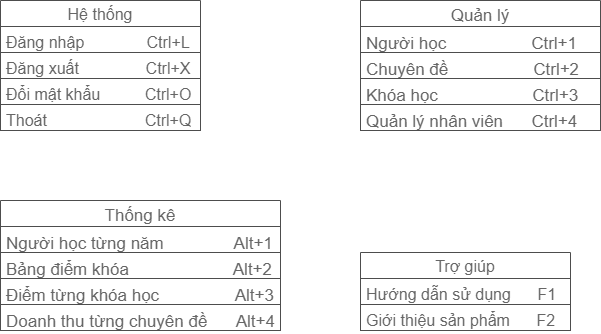 Hệ thống
Đăng nhập Ctrl+L
Đăng xuất Ctrl+X
Đổi mật khẩu Ctrl+O
Thoát Ctrl+Q
Quản lý
Người học Ctrl+1
Chuyên đề Ctrl+2
Khóa học Ctrl+3
Quản lý nhân viên Ctrl+4
Thống kê
Người học từng năm Alt+1
Bảng điểm khóa Alt+2
Điểm từng khóa học Alt+3
Doanh thu từng chuyên đề Alt+4
Trợ giúp
Hướng dẫn sử dụng F1
Giới thiệu sản phẩm F2